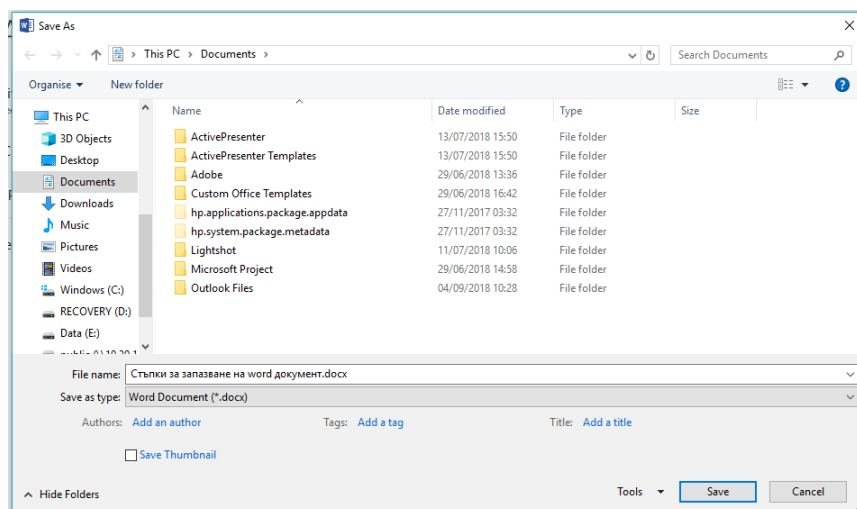 Save As
This PC > Documents >
Search Documents
Organise
New folder
This PC
3D Objects
Desktop
Documents
Downloads
Music
Pictures
Videos
Windows (C:)
RECOVERY (D:)
Data (E:)
Name Date modified Type Size
ActivePresenter 13/07/2018 15:50 File folder
ActivePresenter Templates 13/07/2018 15:50 File folder
Adobe 29/06/2018 13:36 File folder
Custom Office Templates 29/06/2018 16:42 File folder
hp.applications.package.appdata 27/11/2017 03:32 File folder
hp.system.package.metadata 27/11/2017 03:32 File folder
Lightshot 11/07/2018 10:06 File folder
Microsoft Project 29/06/2018 14:58 File folder
Outlook Files 04/09/2018 10:28 File folder
File name: Стъпки за запазване на word документ.docx
Save as type: Word Document (*.docx)
Authors: Add an author Tags: Add a tag Title: Add a title
Save Thumbnail
Hide Folders
Tools Save Cancel